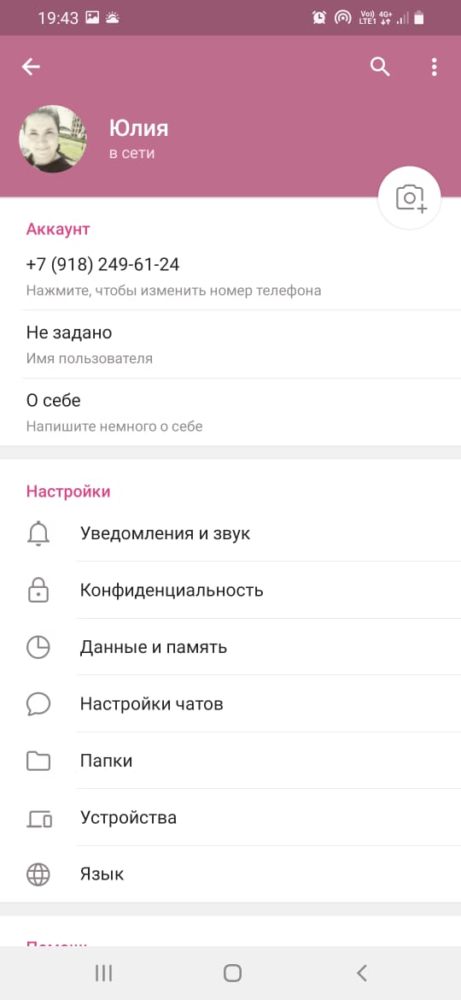 19:43
Vo)) 4G+
LTE1
Юлия
в сети
Аккаунт
+7 (918) 249-61-24
Нажмите, чтобы изменить номер телефона
Не задано
Имя пользователя
О себе
Напишите немного о себе
Настройки
Уведомления и звук
Конфиденциальность
Данные и память
Настройки чатов
Папки
Устройства
Язык
Помощь